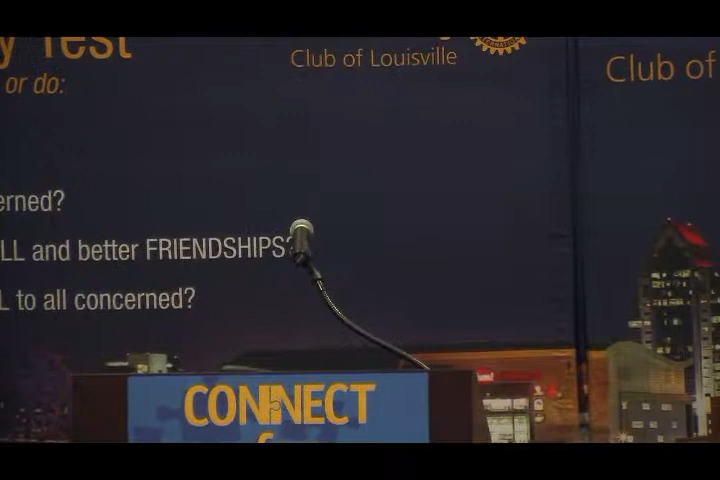 y Test
or do:
erned?
LL and better FRIENDSHIPS?
L to all concerned?
Club of Louisville
Club of
CONNECT